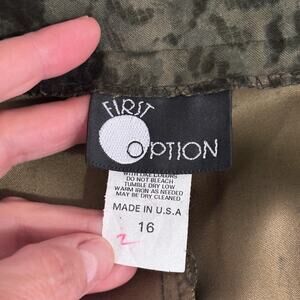 FIRST
OPTION
WITH LIKE COLORS
DO NOT BLEACH
TUMBLE DRY LOW
WARM IRON AS NEEDED
MAY BE DRY CLEANED
MADE IN U.S.A
16
2